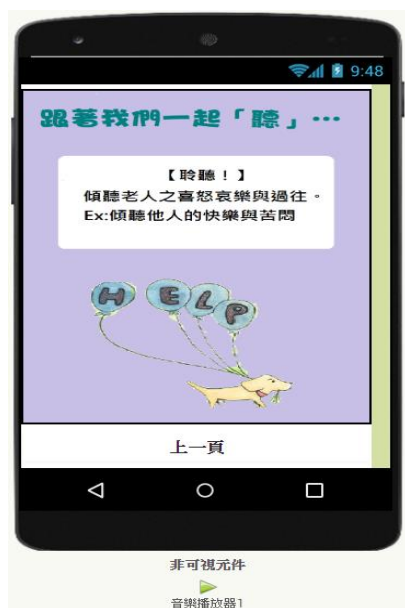 9:48
跟著我們一起「聽」…
【聆聽！】
傾聽老人之喜怒哀樂與過往。
Ex:傾聽他人的快樂與苦悶
HELP
上一頁
非可視元件
音樂播放器1